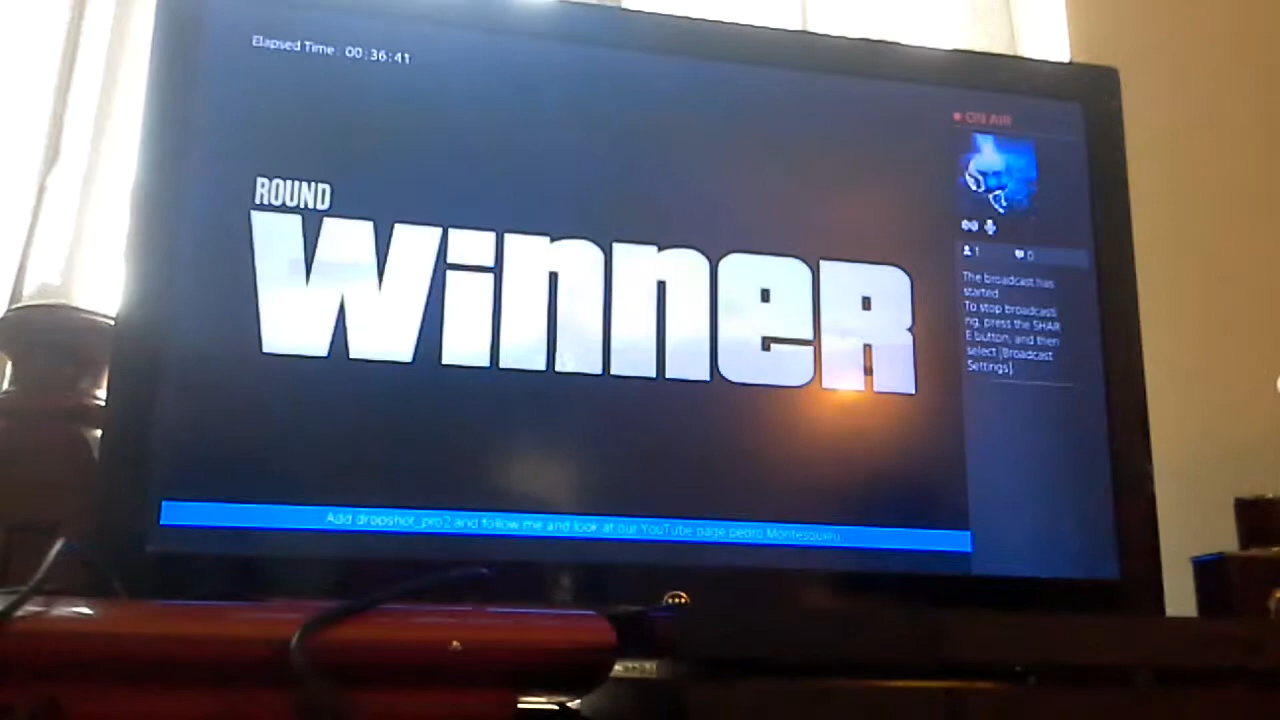 Elapsed Time : 00:36:41
ON AIR
ROUND
WinneR
1
0
The broadcast has
started
To stop broadcasti
ng, press the SHAR
E button, and then
select [Broadcast
Settings].
Add dropshot_pro2 and follow me and look at our YouTube page pedro Montesquieu